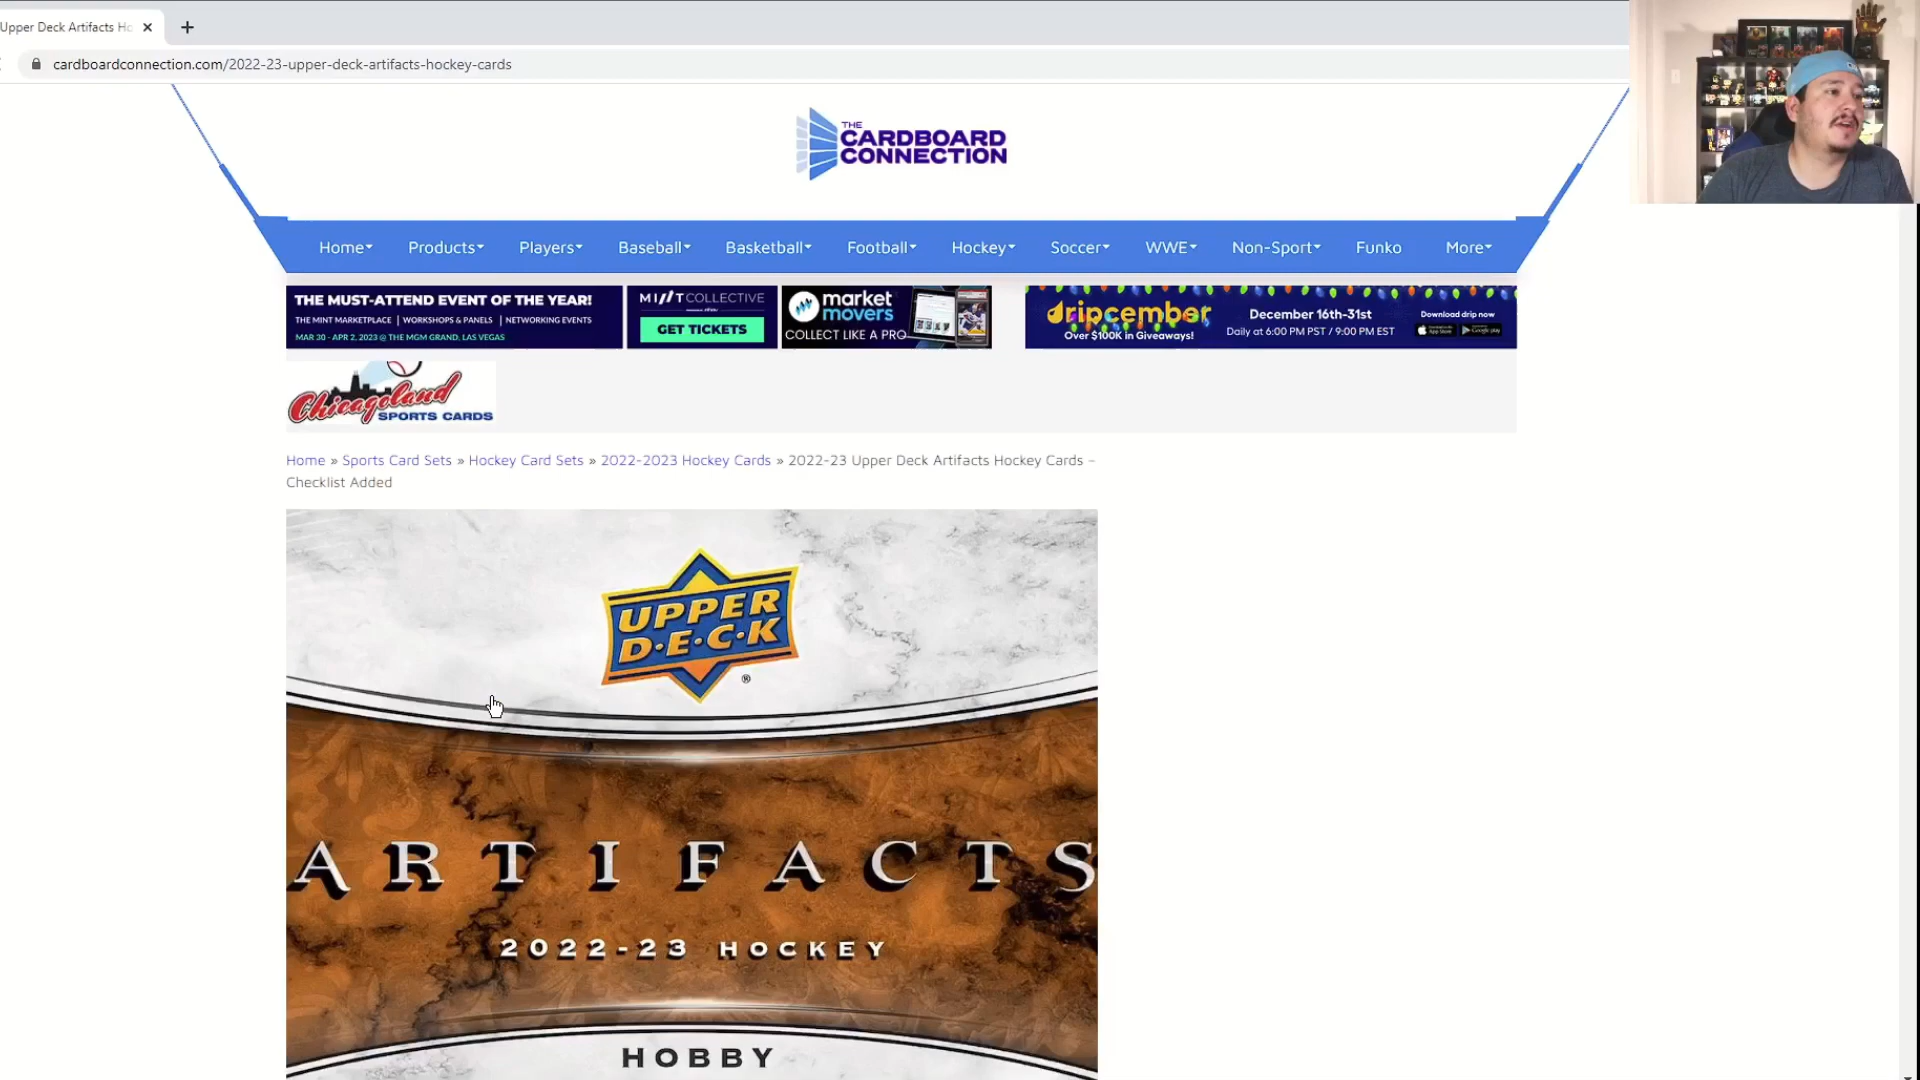 Upper Deck Artifacts Ho
cardboardconnection.com/2022-23-upper-deck-artifacts-hockey-cards
THE
CARDBOARD
CONNECTION
Home Products Players Baseball Basketball Football Hockey Soccer WWE Non-Sport Funko More
THE MUST-ATTEND EVENT OF THE YEAR!
THE MINT MARKETPLACE | WORKSHOPS & PANELS | NETWORKING EVENTS
MAR 30 - APR 2, 2023 @ THE MGM GRAND, LAS VEGAS
MINT COLLECTIVE
GET TICKETS
market
movers
COLLECT LIKE A PRO
dripcember
Over $100K in Giveaways!
December 16th-31st
Daily at 6:00 PM PST / 9:00 PM EST
Download drip now
App Store Google play
Chicagoland
SPORTS CARDS
Home » Sports Card Sets » Hockey Card Sets » 2022-2023 Hockey Cards » 2022-23 Upper Deck Artifacts Hockey Cards –
Checklist Added
UPPER
D·E·C·K
®
ARTIFACTS
2022-23 HOCKEY
HOBBY